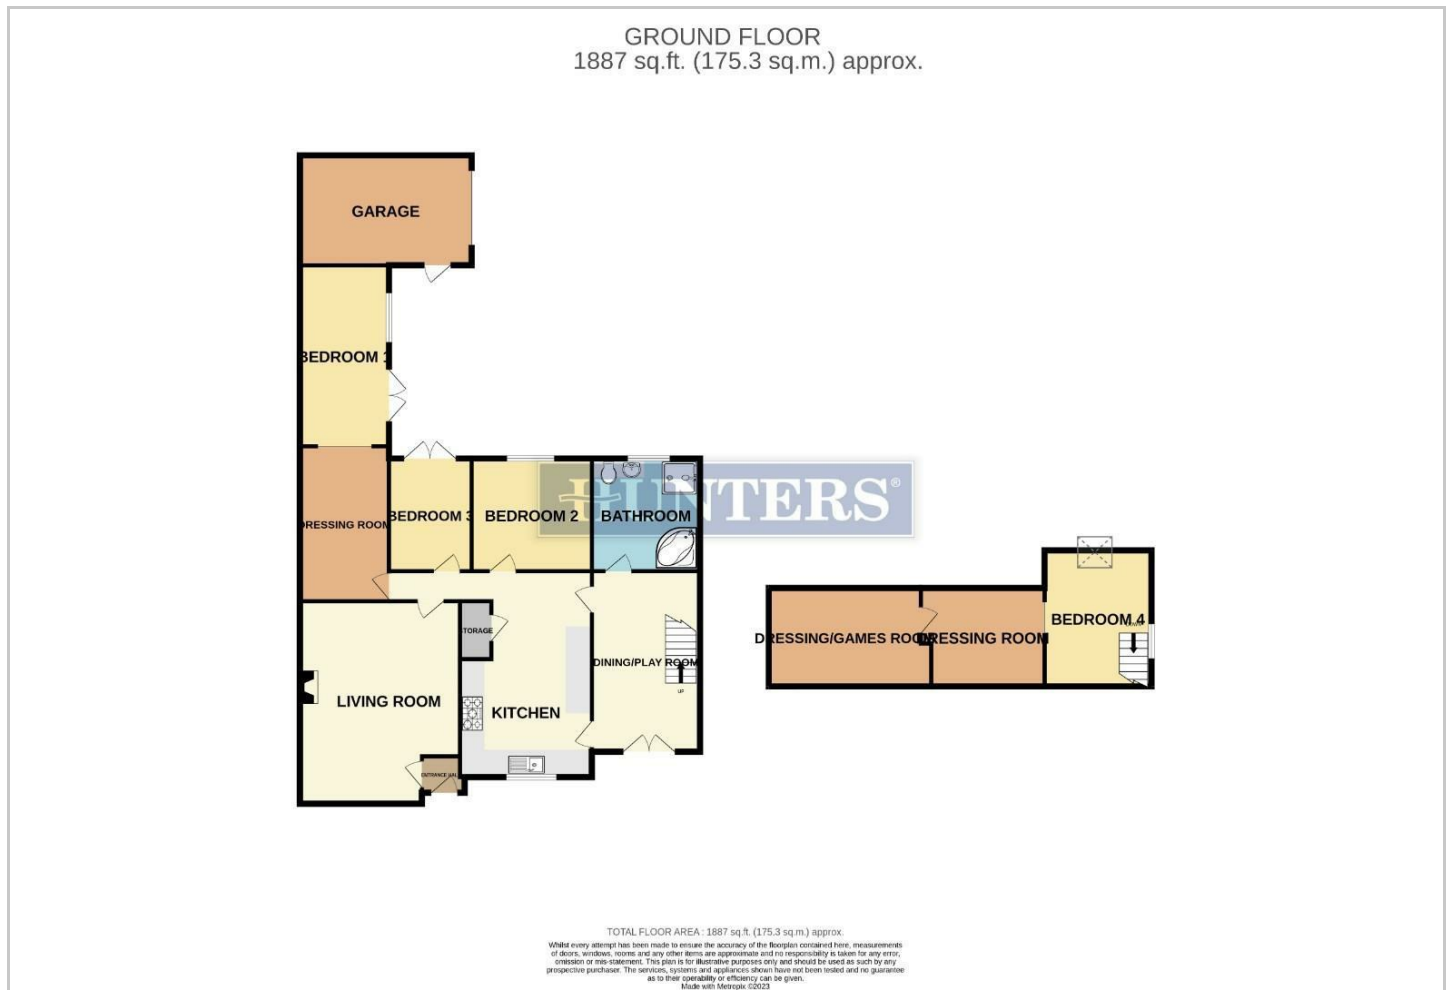 GROUND FLOOR
1887 sq.ft. (175.3 sq.m.) approx.
GARAGE
BEDROOM 1
DRESSING ROOM
BEDROOM 3
BEDROOM 2
BATHROOM
HUNTERS®
STORAGE
LIVING ROOM
KITCHEN
DINING/PLAY ROOM
UP
ENTRANCE HALL
DRESSING/GAMES ROOM
DRESSING ROOM
BEDROOM 4
TOTAL FLOOR AREA : 1887 sq.ft. (175.3 sq.m.) approx.
Whilst every attempt has been made to ensure the accuracy of the floorplan contained here, measurements
of doors, windows, rooms and any other items are approximate and no responsibility is taken for any error,
omission or mis-statement. This plan is for illustrative purposes only and should be used as such by any
prospective purchaser. The services, systems and appliances shown have not been tested and no guarantee
as to their operability or efficiency can be given.
Made with Metropix ©2023